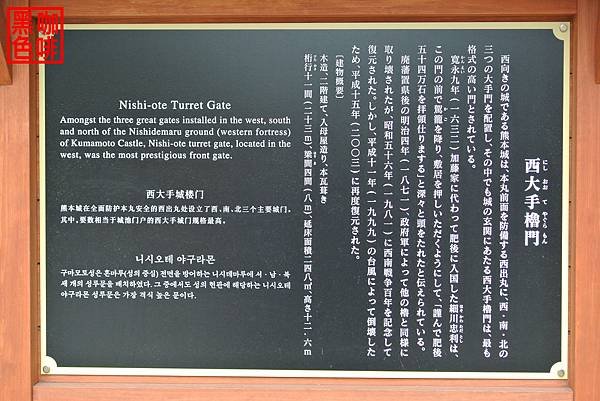 咖啡
黑色
西大手櫓門
にし おお て やぐら もん
西向きの城である熊本城は、本丸前面を防備する西出丸に、西・南・北の
三つの大手門を配置し、その中でも城の玄関にあたる西大手櫓門は、最も
格式の高い門とされている。
寛永九年(一六三二)加藤家に代わって肥後に入国した細川忠利は、
この門の前で駕籠を降り、敷居を押しいただくようにして、「謹んで肥後
五十四万石を拝領仕りまする」と深々と頭をたれたと伝えられている。
廃藩置県後の明治四年(一八七一)、政府軍によって他の櫓と同様に
取り壊されたが、昭和五十六年(一九八一)に西南戦争百年を記念して
復元された。しかし、平成十一年(一九九九)の台風によって倒壊した
ため、平成十五年(二〇〇三)に再度復元された。
〔建物概要〕
木造、二階建て、入母屋造り、本瓦葺き
桁行十一間(二十三m)、梁間四間(八m)、延床面積二四八㎡、高さ十二・六m
Nishi-ote Turret Gate
Amongst the three great gates installed in the west, south
and north of the Nishidemaru ground (western fortress)
of Kumamoto Castle, Nishi-ote turret gate, located in the
west, was the most prestigious front gate.
西大手城楼门
熊本城在全面防护本丸安全的西出丸处设立了西、南、北三个主要城门。
其中,要数相当于城池门户的西大手城门规格最高。
니시오테 야구라몬
구마모토성은 혼마루(성의 중심) 전면을 방어하는 니시데마루에 서・남・북
세 개의 성루문을 배치하였다. 그 중에서도 성의 현관에 해당하는 니시오테
야구라몬 성루문은 가장 격식 높은 문이다.